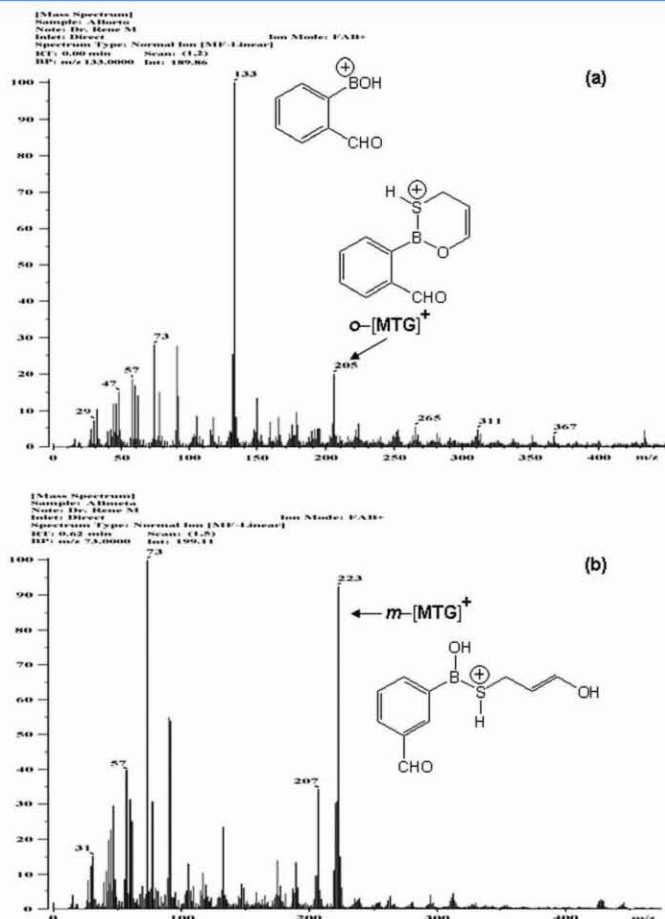 [Mass Spectrum]
Sample: Allorto
Note: Dr. Rene M
Inlet: Direct Ion Mode: FAB+
Spectrum Type: Normal Ion [MF-Linear]
RT: 0.00 min Scan: (1,2)
BP: m/z 133.0000 Int: 189.86
(a)
100
90
80
70
60
50
40
30
20
10
0
133
⊕
BOH
CHO
H ⊕
S
B
O
CHO
o-[MTG]+
205
73
57
47
29
265
311
367
0 50 100 150 200 250 300 350 400 m/z
[Mass Spectrum]
Sample: Allmeta
Note: Dr. Rene M
Inlet: Direct Ion Mode: FAB+
Spectrum Type: Normal Ion [MF-Linear]
RT: 0.62 min Scan: (1,5)
BP: m/z 73.0000 Int: 199.11
(b)
100
90
80
70
60
50
40
30
20
10
0
73
223
m-[MTG]+
OH
B ⊕
S
H
OH
CHO
57
207
31
0 100 200 300 400 m/z